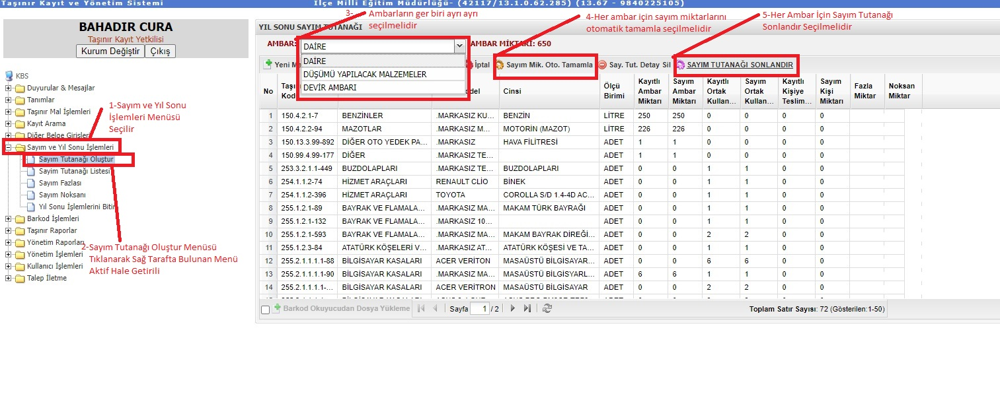 Taşınır Kayıt ve Yönetim Sistemi
İlçe Milli Eğitim Müdürlüğü- (42117/13.1.0.62.285) (13.67 - 9840225105)
BAHADIR CURA
Taşınır Kayıt Yetkilisi
Kurum Değiştir Çıkış
KBS
Duyurular & Mesajlar
Tanımlar
Taşınır Mal İşlemleri
Kayıt Arama
Diğer Belge Girişleri
Sayım ve Yıl Sonu İşlemleri
Sayım Tutanağı Oluştur
Sayim Tutanağı Listesi
Sayım Fazlası
Sayım Noksanı
Yıl Sonu İşlemlerini Bitir
Barkod İşlemleri
Taşınır Raporlar
Yönetim Raporları
Yönetim İşlemleri
Kullanıcı İşlemleri
Talep İletme
1-Sayım ve Yıl Sonu
İşlemleri Menüsü
Seçilir
2-Sayım Tutanağı Oluştur Menüsü
Tıklanarak Sağ Tarafta Bulunan Menü
Aktif Hale Getirili
3-
Ambarların ger biri ayrı ayrı
seçilmelidir
4-Her ambar için sayım miktarlarını
otomatik tamamla seçilmelidir
5-Her Ambar İçin Sayım Tutanağı
Sonlandır Seçilmelidir
YIL SONU SAYIM TUTANAĞI
AMBAR: DAİRE AMBAR MİKTARI: 650
DAİRE
DÜŞÜMÜ YAPILACAK MALZEMELER
DEVİR AMBARI
Yeni İptal Sayım Mik. Oto. Tamamla Say. Tut. Detay Sil SAYIM TUTANAĞI SONLANDIR
No Cinsi Ölçü Birimi Kayıtlı Ambar Miktarı Sayım Ambar Miktarı Kayıtlı Ortak Kullan... Sayım Ortak Kullan... Kayıtlı Kişiye Teslim... Sayım Kişi Miktarı Fazla Miktar Noksan Miktar
1 150.4.2.1-7 BENZİNLER .MARKASIZ KU... BENZİN LİTRE 250 250 0 0 0 0
2 150.4.2.2-94 MAZOTLAR .MARKASIZ M... MOTORİN (MAZOT) LİTRE 226 226 0 0 0 0
3 150.13.3.99-892 DİĞER OTO YEDEK PA... .MARKASIZ HAVA FİLİTRESİ ADET 1 1 0 0 0 0
4 150.99.4.99-177 DİĞER .MARKASIZ TE... ADET 1 1 0 0 0 0
5 253.3.2.1.1-449 BUZDOLAPLARI .MARKASIZ TE... BUZDOLAPLARI ADET 0 0 1 1 0 0
6 254.1.1.2-74 HİZMET ARAÇLARI RENAULT CLİO BİNEK ADET 0 0 1 1 0 0
7 254.1.1.2-396 HİZMET ARAÇLARI TOYOTA COROLLA S/D 1.4-4D AC... ADET 0 0 1 1 0 0
8 255.1.2.1-89 BAYRAK VE FLAMALA... .MARKASIZ MA... MAKAM TÜRK BAYRAĞI ADET 0 0 1 1 0 0
9 255.1.2.1-132 BAYRAK VE FLAMALA... .MARKASIZ 10... ADET 0 0 1 1 0 0
10 255.1.2.1-593 BAYRAK VE FLAMALA... .MARKASIZ MA... MAKAM BAYRAK DİREĞİ... ADET 0 0 2 2 0 0
11 255.1.2.3-84 ATATÜRK KÖŞELERİ V... .MARKASIZ AT... ATATÜRK KÖŞESİ VE TA... ADET 0 0 1 1 0 0
12 255.2.1.1.1.1-88 BİLGİSAYAR KASALARI ACER VERİTON MASAÜSTÜ BİLGİSAYAR... ADET 0 0 6 6 0 0
13 255.2.1.1.1.1-90 BİLGİSAYAR KASALARI .MARKASIZ MA... MASAÜSTÜ BİLGİSYARL... ADET 6 6 1 1 0 0
14 255.2.1.1.1.1-... BİLGİSAYAR KASALARI ACER VERİTRON MASAÜSTÜ BİLGİSAYAR ADET 0 0 2 2 0 0
Barkod Okuyucudan Dosya Yükleme Sayfa 1 / 2 Toplam Satır Sayısı: 72 (Gösterilen:1-50)